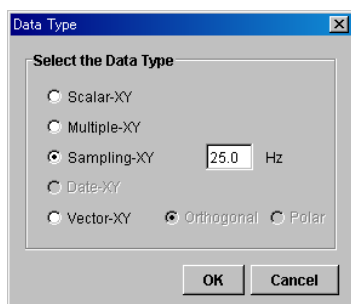 Data Type
Select the Data Type
Scalar-XY
Multiple-XY
Sampling-XY 25.0 Hz
Date-XY
Vector-XY Orthogonal Polar
OK Cancel